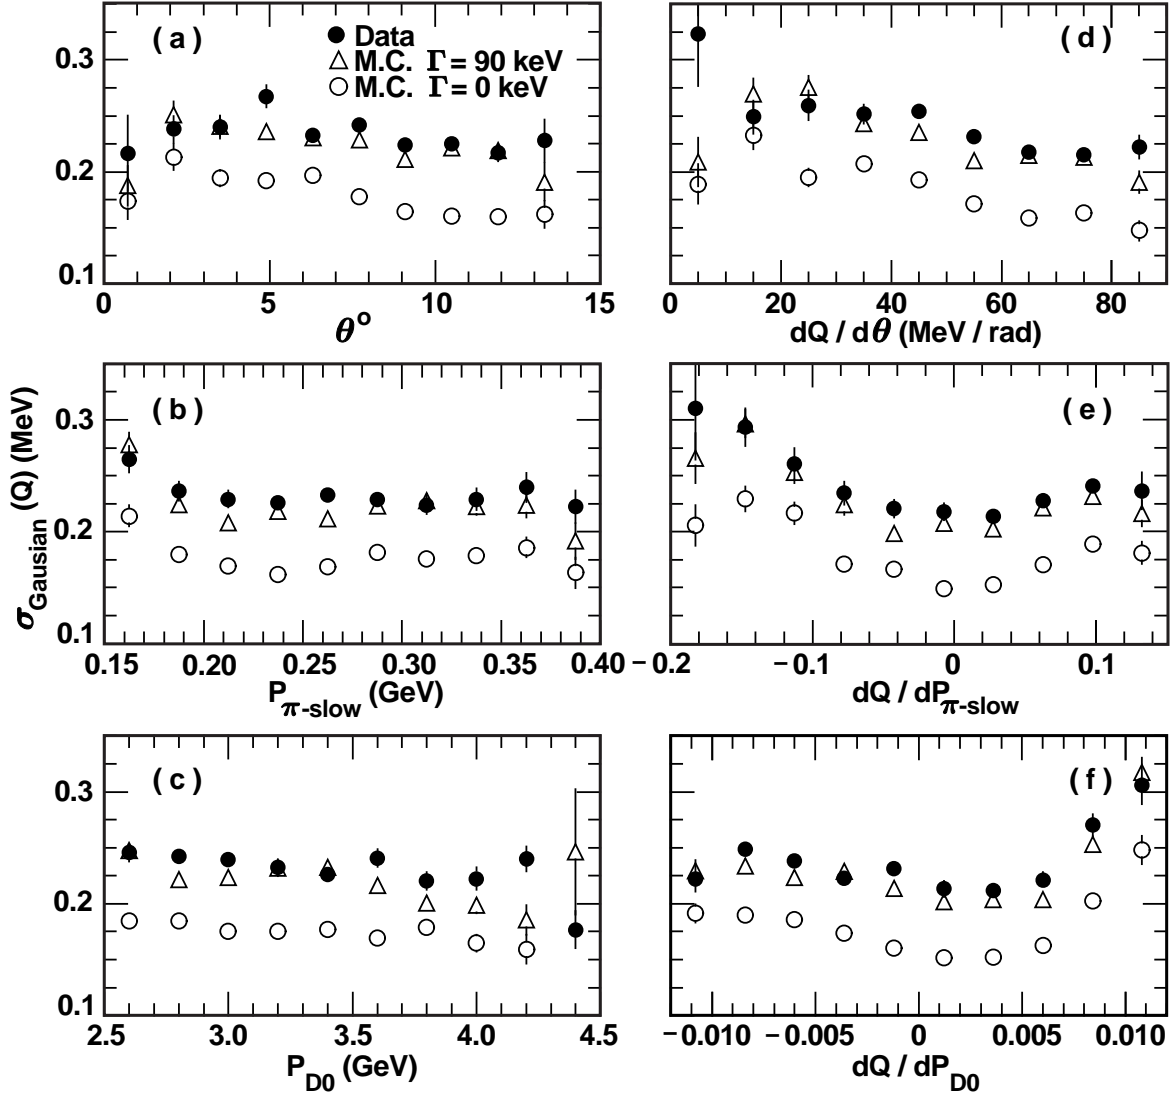 ( a )
Data
M.C. Γ = 90 keV
M.C. Γ = 0 keV
0.3
0.2
0.1
0 5 10 15
θ°
( d )
0 20 40 60 80
dQ / dθ (MeV / rad)
σGausian (Q) (MeV)
( b )
0.3
0.2
0.1
0.15 0.20 0.25 0.30 0.35 0.40
Pπ-slow (GeV)
( e )
−0.2 −0.1 0 0.1
dQ / dPπ-slow
( c )
0.3
0.2
0.1
2.5 3.0 3.5 4.0 4.5
PD0 (GeV)
( f )
−0.010 −0.005 0 0.005 0.010
dQ / dPD0